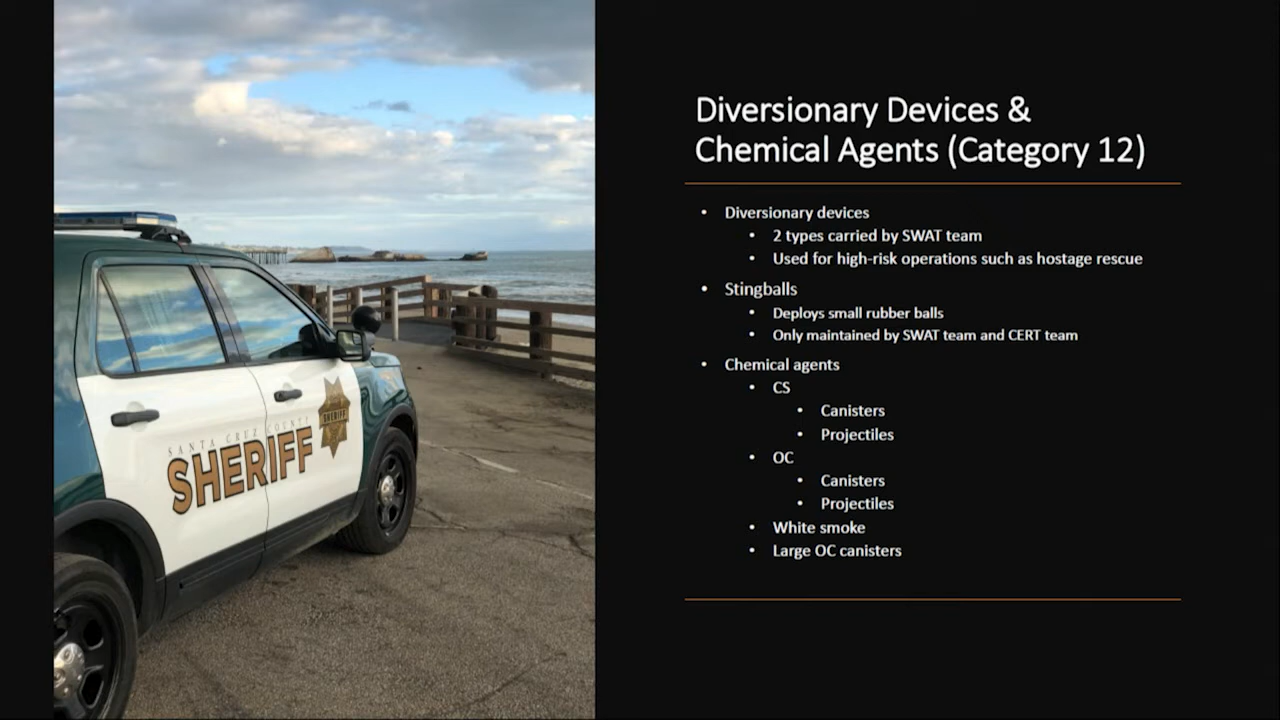 Diversionary Devices &
Chemical Agents (Category 12)
• Diversionary devices
• 2 types carried by SWAT team
• Used for high-risk operations such as hostage rescue
• Stingballs
• Deploys small rubber balls
• Only maintained by SWAT team and CERT team
• Chemical agents
• CS
• Canisters
• Projectiles
• OC
• Canisters
• Projectiles
• White smoke
• Large OC canisters
SANTA CRUZ COUNTY
SHERIFF
SHERIFF